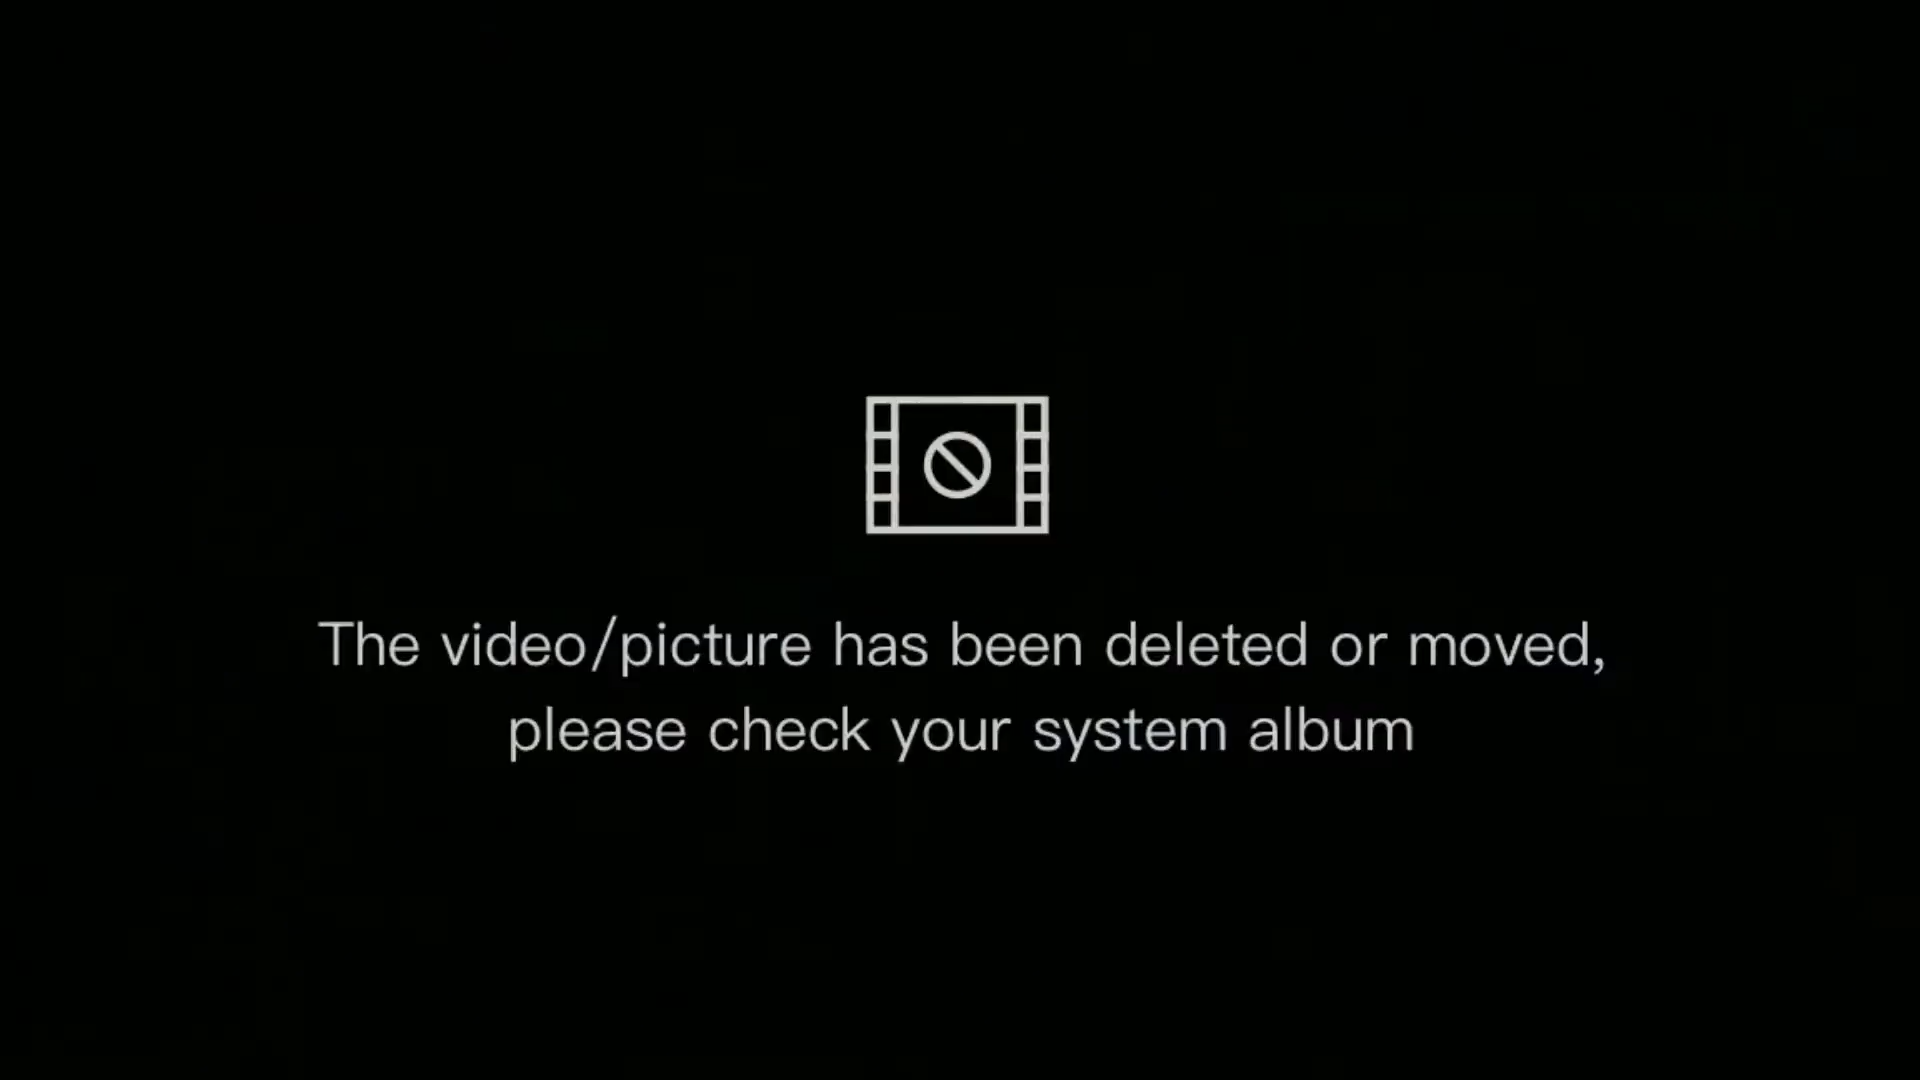 The video/picture has been deleted or moved,
please check your system album